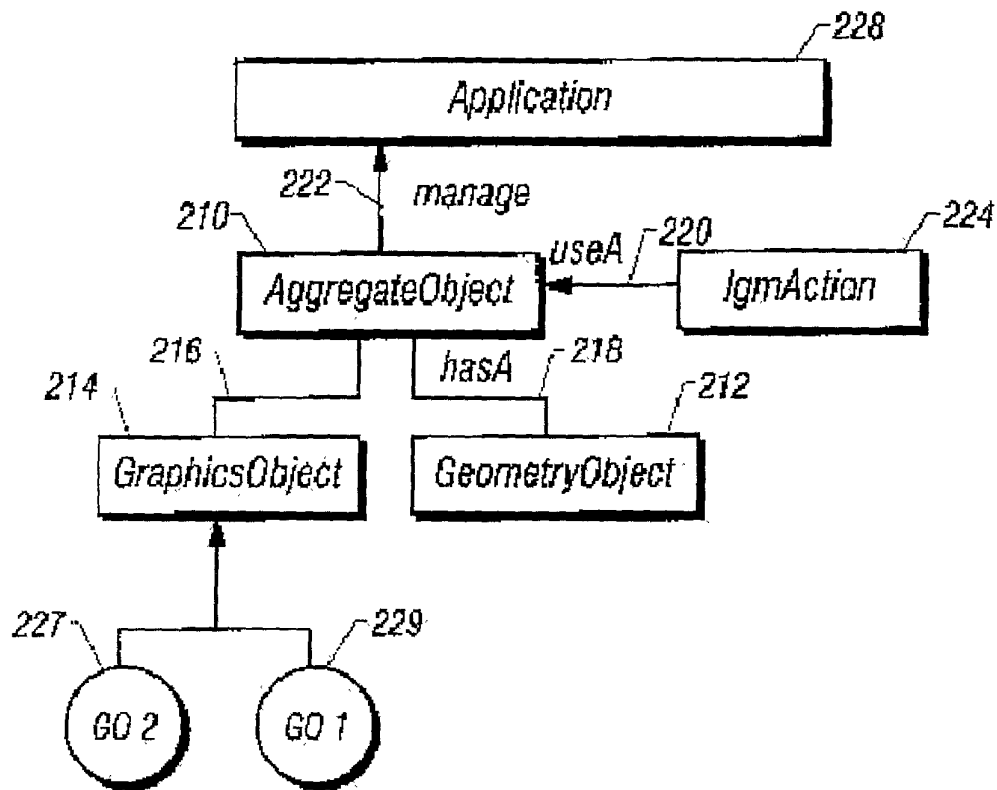 228
Application
222 manage
210
useA 220 224
AggregateObject IgmAction
216 hasA 218
214 212
GraphicsObject GeometryObject
227 229
GO 2 GO 1